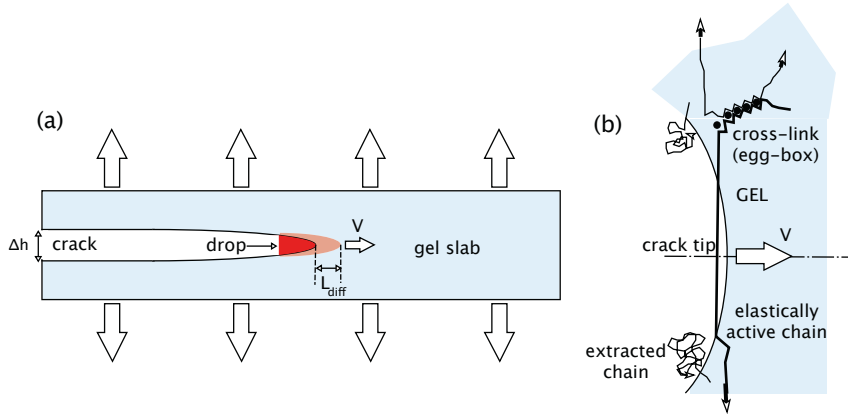 (a)
Δh
crack
drop
V
gel slab
L diff
(b)
cross-link
(egg-box)
GEL
V
crack tip
elastically
active chain
extracted
chain